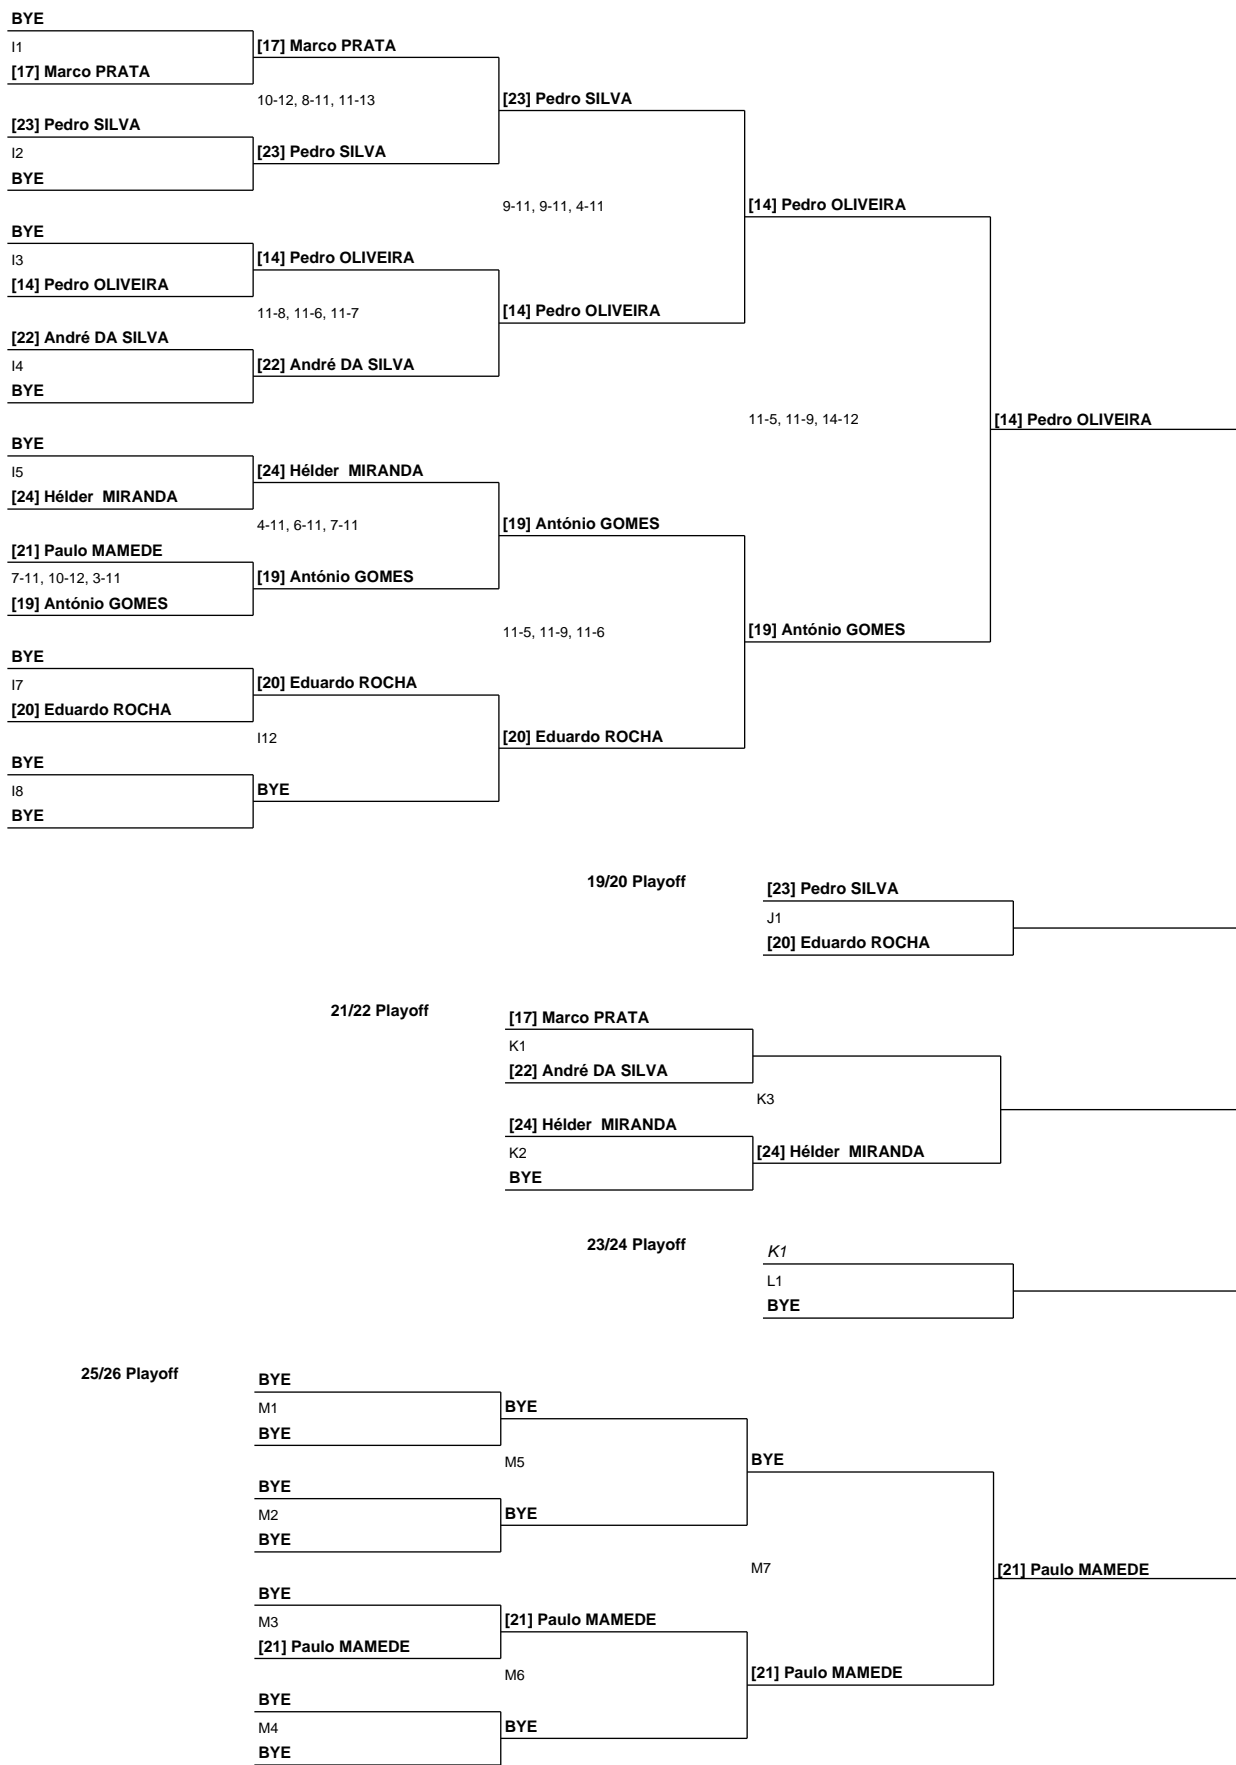 BYE
I1
[17] Marco PRATA
[17] Marco PRATA
10-12, 8-11, 11-13
[23] Pedro SILVA
[23] Pedro SILVA
I2
[23] Pedro SILVA
BYE
9-11, 9-11, 4-11
[14] Pedro OLIVEIRA
BYE
I3
[14] Pedro OLIVEIRA
[14] Pedro OLIVEIRA
11-8, 11-6, 11-7
[14] Pedro OLIVEIRA
[22] André DA SILVA
I4
[22] André DA SILVA
BYE
11-5, 11-9, 14-12
[14] Pedro OLIVEIRA
BYE
I5
[24] Hélder  MIRANDA
[24] Hélder  MIRANDA
4-11, 6-11, 7-11
[19] António GOMES
[21] Paulo MAMEDE
7-11, 10-12, 3-11
[19] António GOMES
[19] António GOMES
11-5, 11-9, 11-6
[19] António GOMES
BYE
I7
[20] Eduardo ROCHA
[20] Eduardo ROCHA
I12
[20] Eduardo ROCHA
BYE
I8
BYE
BYE
19/20 Playoff
[23] Pedro SILVA
J1
[20] Eduardo ROCHA
21/22 Playoff
[17] Marco PRATA
K1
[22] André DA SILVA
K3
[24] Hélder  MIRANDA
K2
[24] Hélder  MIRANDA
BYE
23/24 Playoff
K1
L1
BYE
25/26 Playoff
BYE
M1
BYE
BYE
M5
BYE
BYE
M2
BYE
BYE
M7
[21] Paulo MAMEDE
BYE
M3
[21] Paulo MAMEDE
[21] Paulo MAMEDE
M6
[21] Paulo MAMEDE
BYE
M4
BYE
BYE